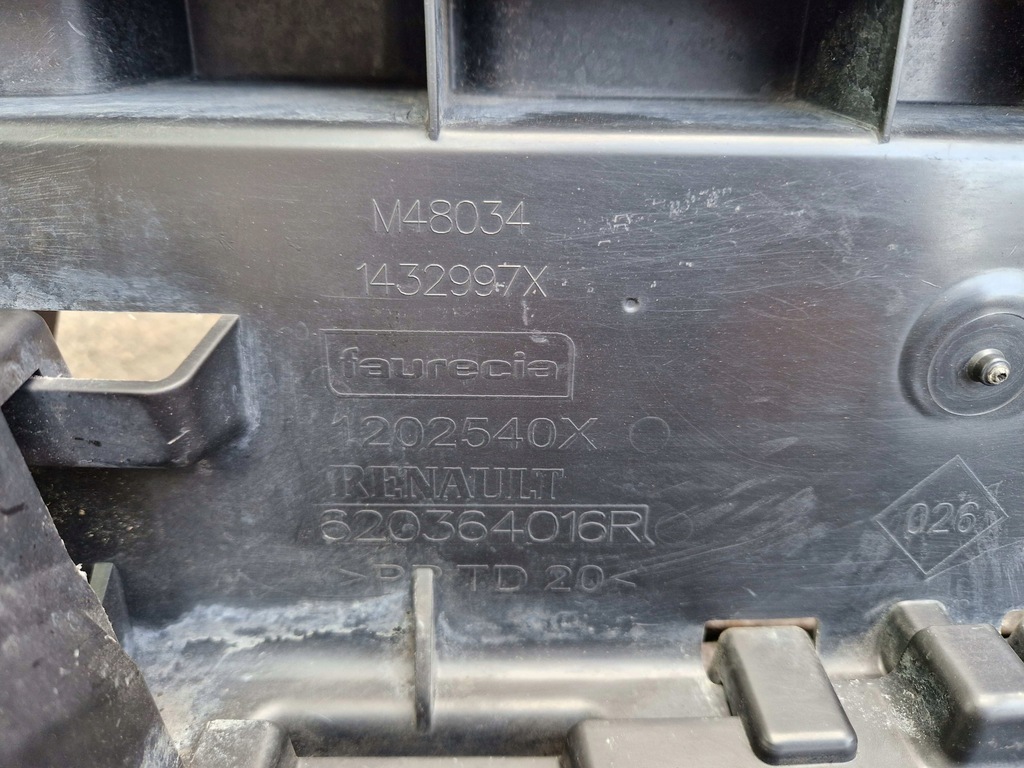 M48034
1432997X
faurecia
1202540X
RENAULT
620364016R
026
>PP TD 20<